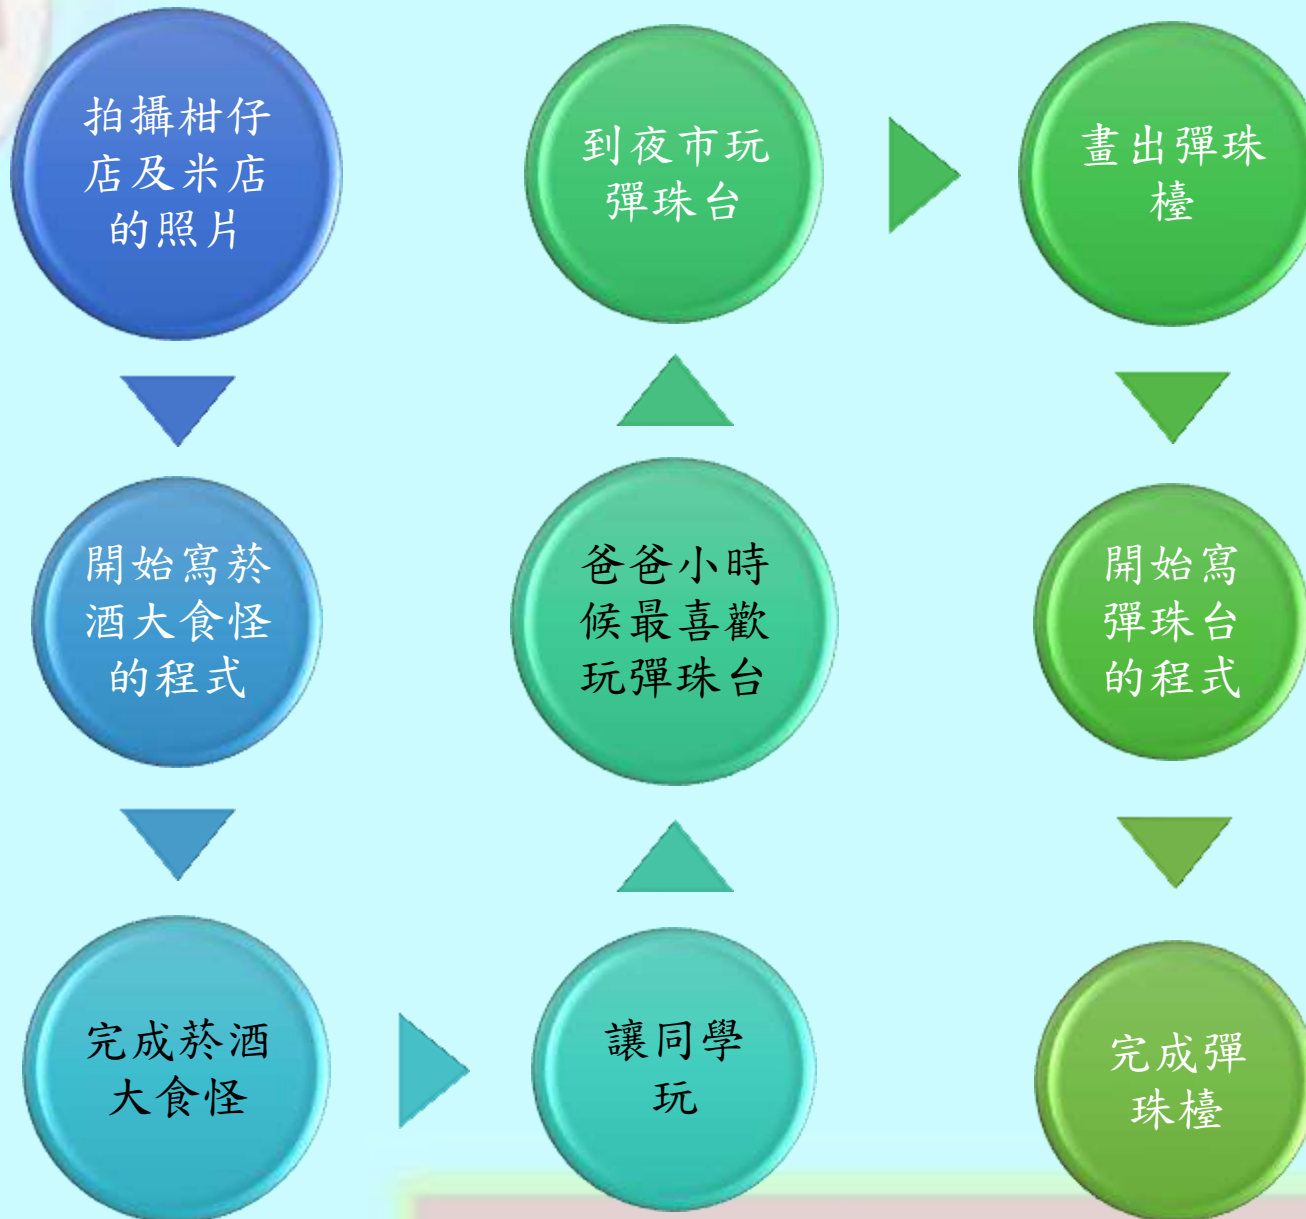 拍攝柑仔
店及米店
的照片
開始寫菸
酒大食怪
的程式
完成菸酒
大食怪
讓同學
玩
爸爸小時
候最喜歡
玩彈珠台
到夜市玩
彈珠台
畫出彈珠
檯
開始寫
彈珠台
的程式
完成彈
珠檯